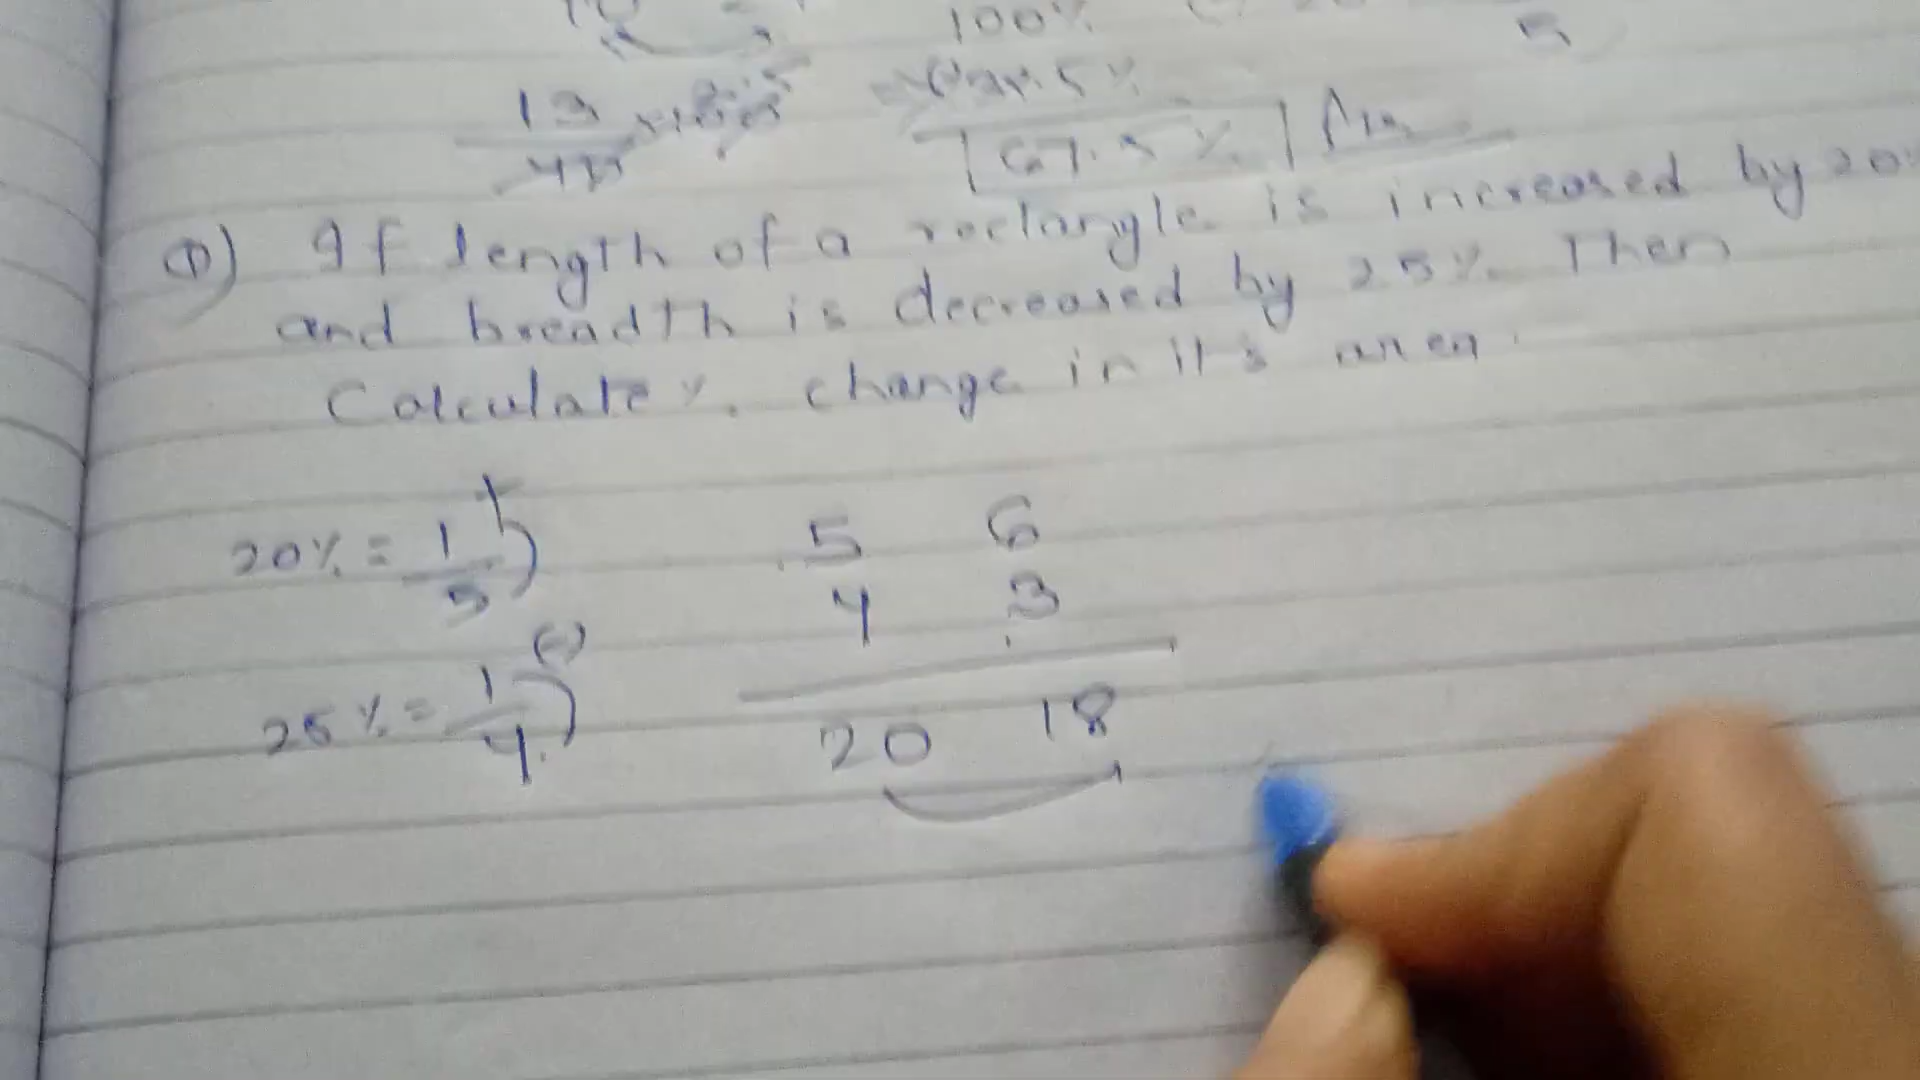 100%
5
13
67.5%
Q) If length of a rectangle is increased by 20%
and breadth is decreased by 25%. Then
Calculate %. change in it's area.
20% = 1/5
5 6
4 3
25% = 1/4 (-)
20 18